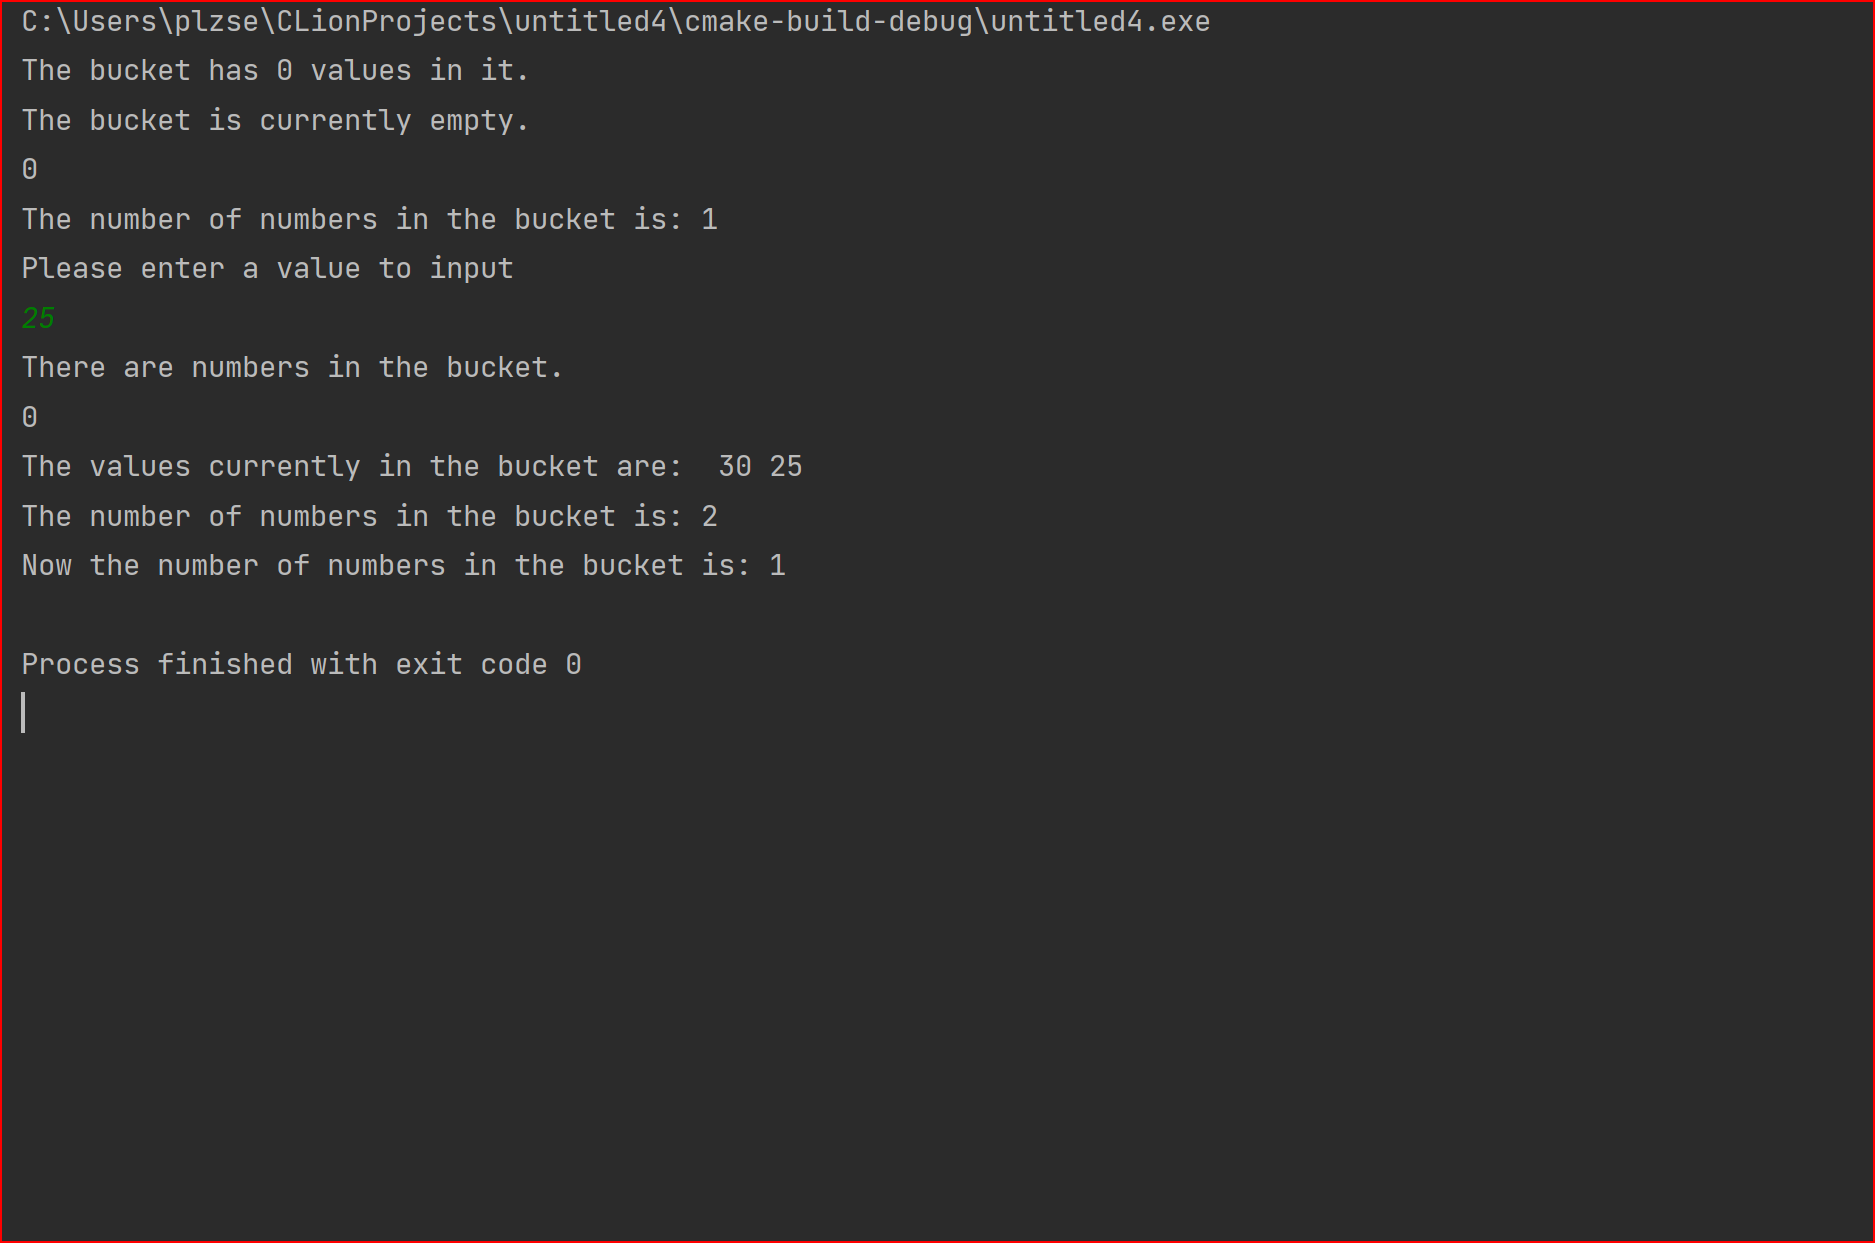 C:\Users\plzse\CLionProjects\untitled4\cmake-build-debug\untitled4.exe
The bucket has 0 values in it.
The bucket is currently empty.
0
The number of numbers in the bucket is: 1
Please enter a value to input
25
There are numbers in the bucket.
0
The values currently in the bucket are:  30 25
The number of numbers in the bucket is: 2
Now the number of numbers in the bucket is: 1
Process finished with exit code 0